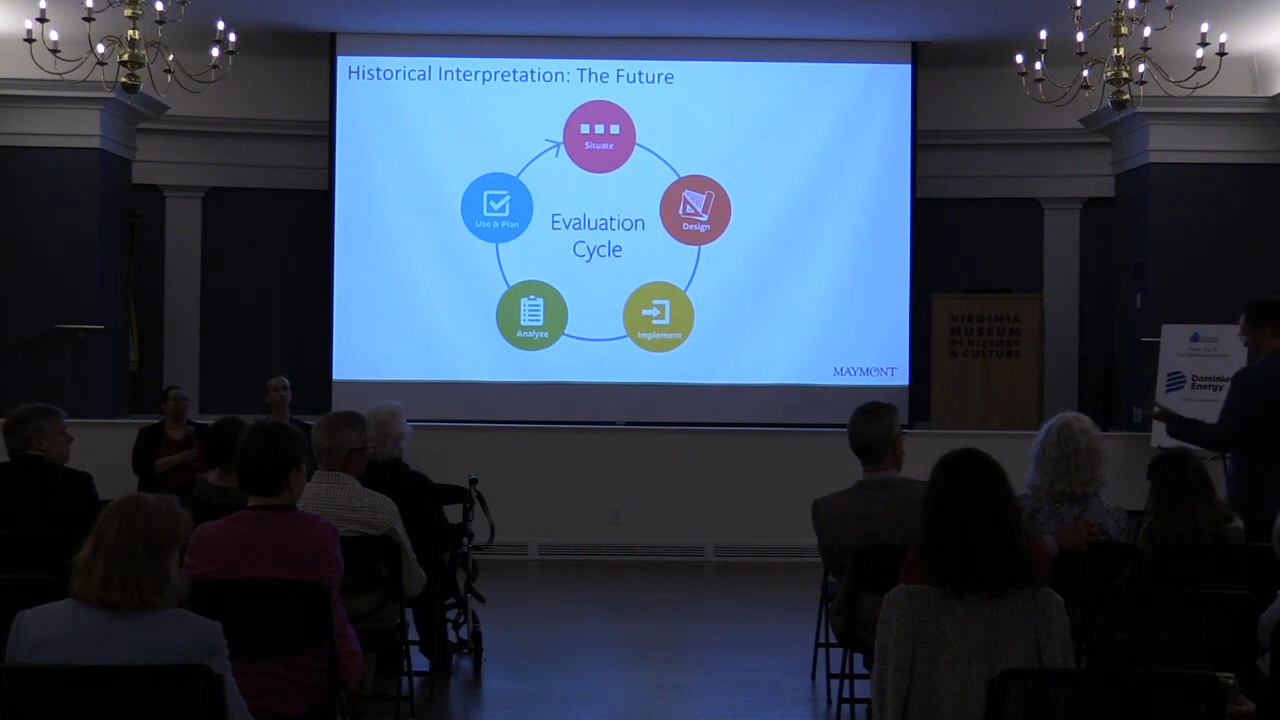 Historical Interpretation: The Future
Situate
Design
Implement
Analyze
Use & Plan
Evaluation
Cycle
MAYMONT
VIRGINIA
MUSEUM
OF HISTORY
& CULTURE
Dominion
Energy